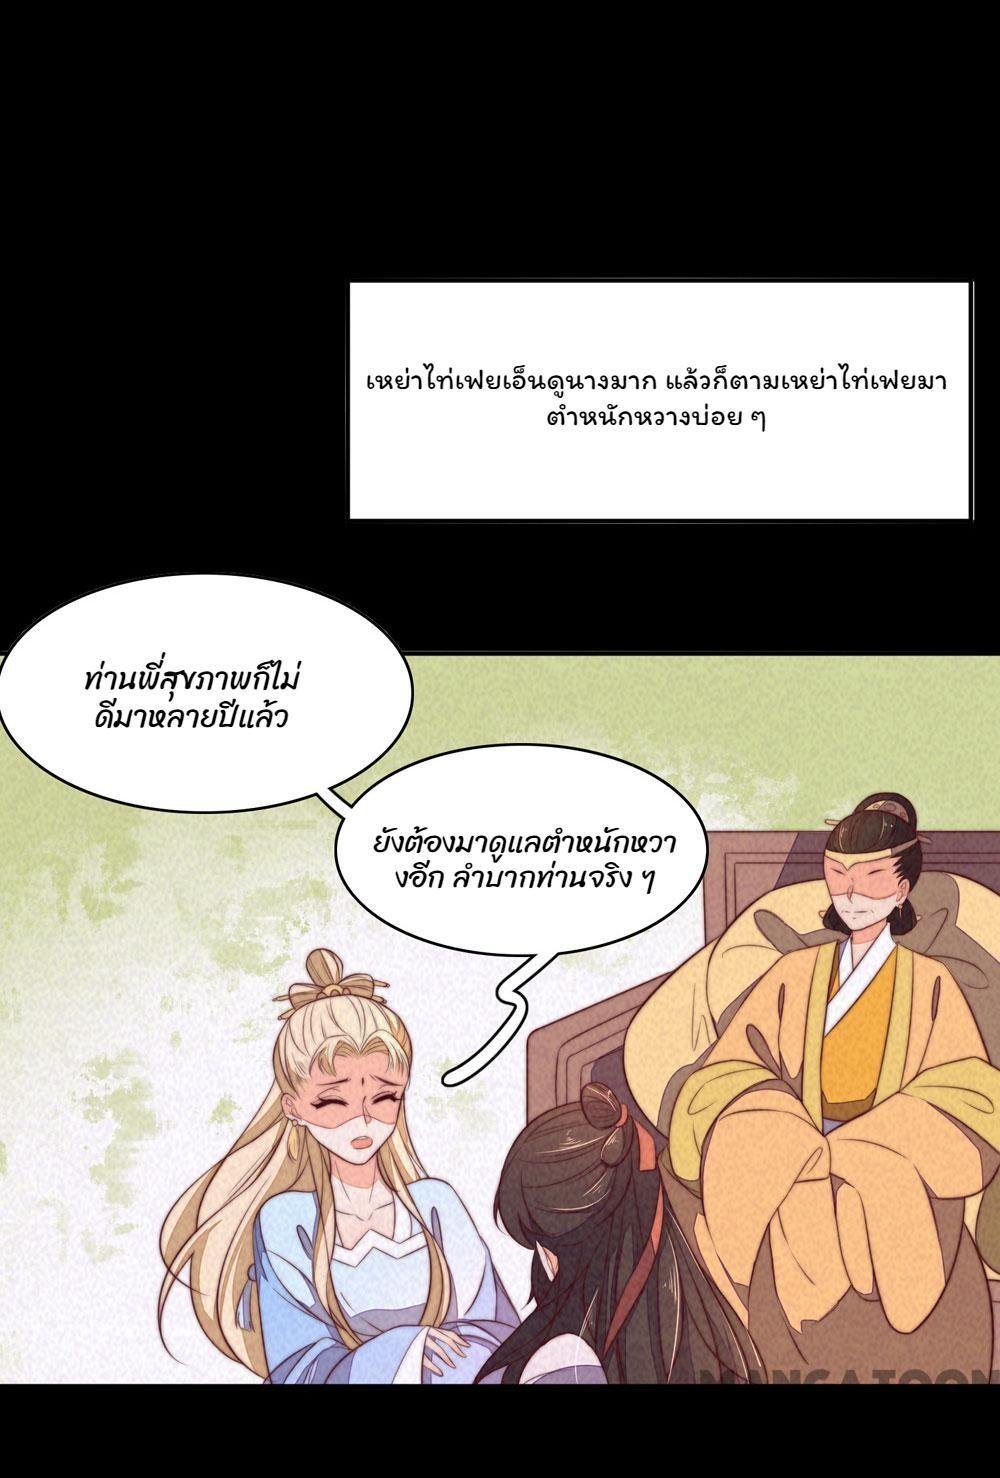 เหย่าไท่เฟยเอ็นดูนางมาก แล้วก็ตามเหย่าไท่เฟยมา
ตำหนักหวางบ่อย ๆ
ท่านพี่สุขภาพก็ไม่
ดีมาหลายปีแล้ว
ยังต้องมาดูแลตำหนักหวา
งอีก ลำบากท่านจริง ๆ
MANGATOON